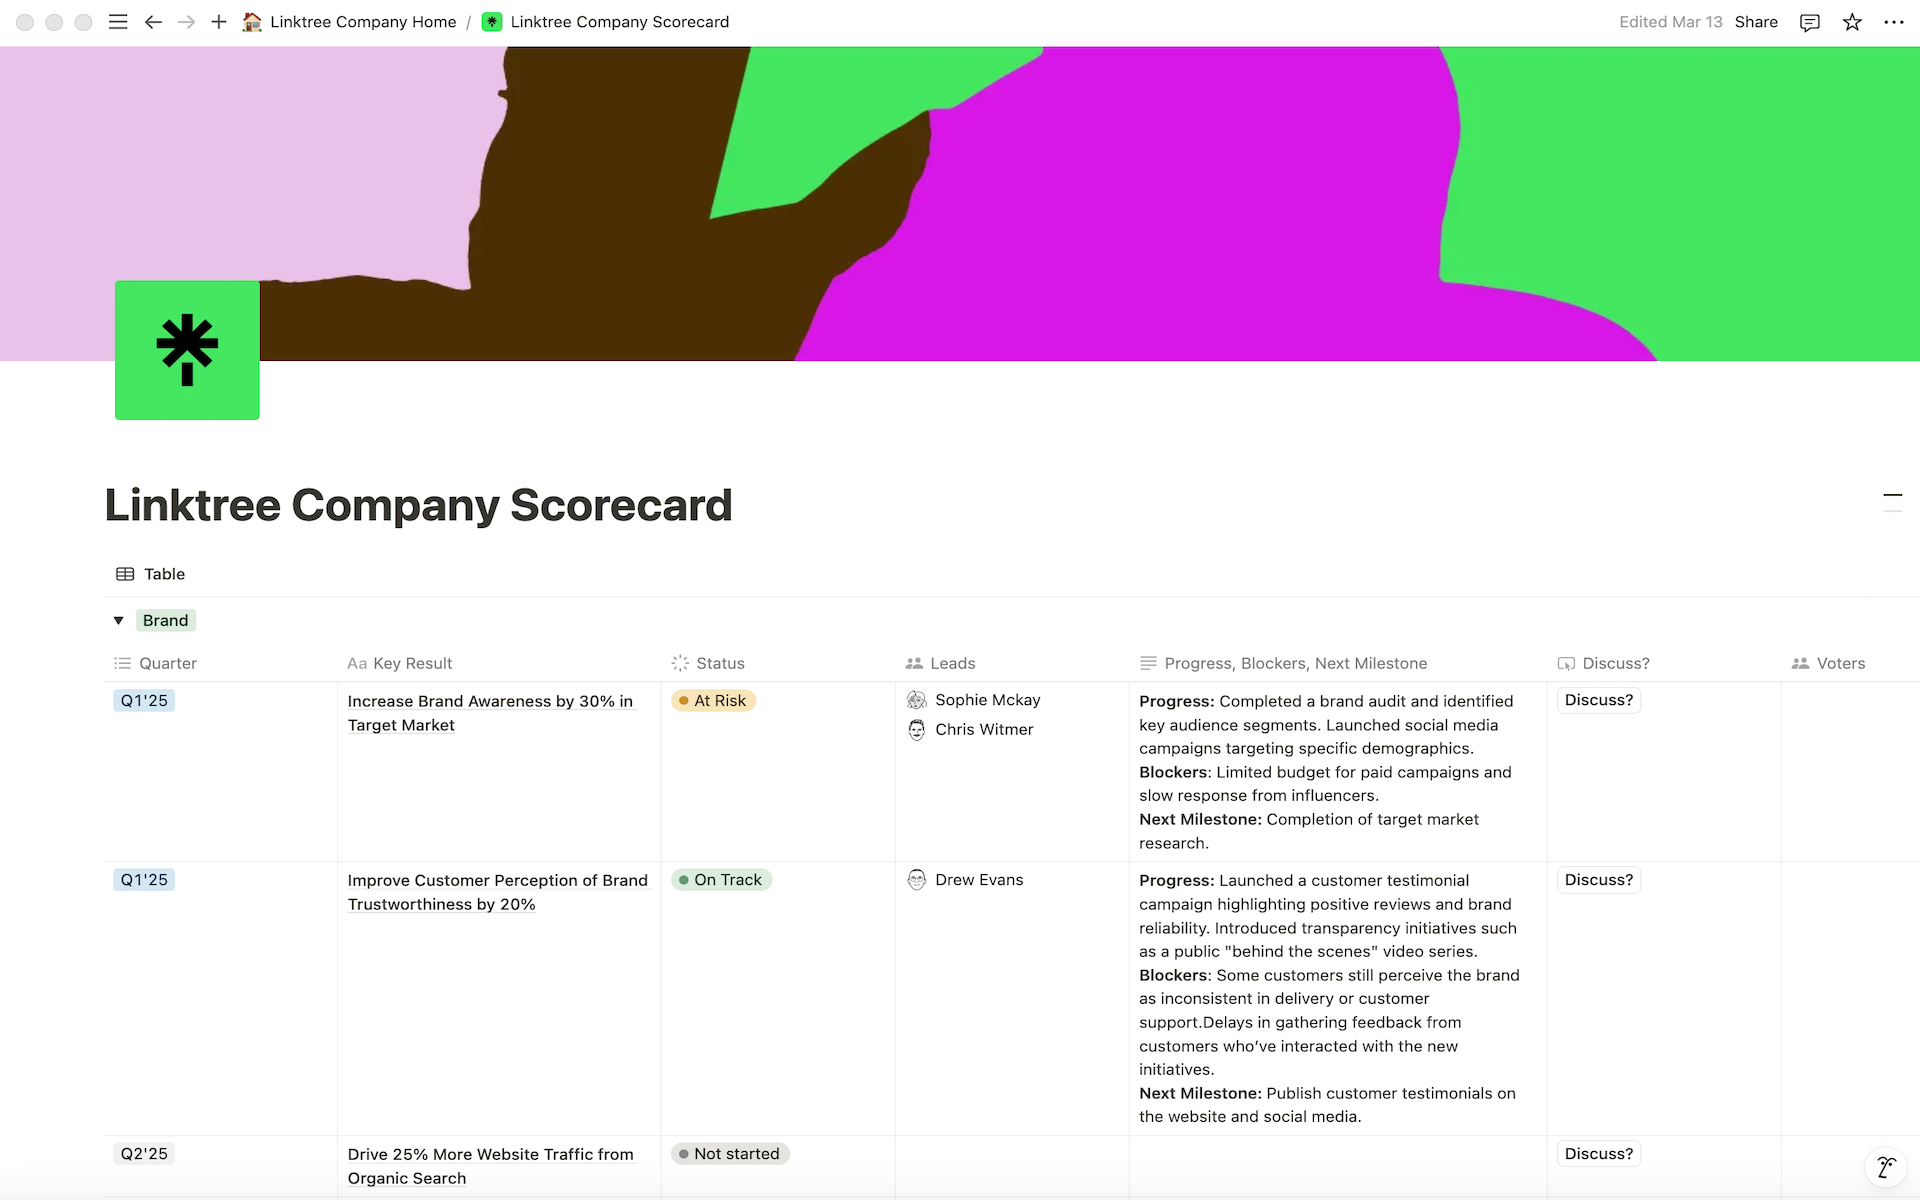 Linktree Company Home / Linktree Company Scorecard
Edited Mar 13 Share
Linktree Company Scorecard
Table
Brand
Quarter
Aa Key Result
Status
Leads
Progress, Blockers, Next Milestone
Discuss?
Voters
Q1'25
Increase Brand Awareness by 30% in
Target Market
At Risk
Sophie Mckay
Chris Witmer
Progress: Completed a brand audit and identified
key audience segments. Launched social media
campaigns targeting specific demographics.
Blockers: Limited budget for paid campaigns and
slow response from influencers.
Next Milestone: Completion of target market
research.
Discuss?
Q1'25
Improve Customer Perception of Brand
Trustworthiness by 20%
On Track
Drew Evans
Progress: Launched a customer testimonial
campaign highlighting positive reviews and brand
reliability. Introduced transparency initiatives such
as a public "behind the scenes" video series.
Blockers: Some customers still perceive the brand
as inconsistent in delivery or customer
support.Delays in gathering feedback from
customers who’ve interacted with the new
initiatives.
Next Milestone: Publish customer testimonials on
the website and social media.
Discuss?
Q2'25
Drive 25% More Website Traffic from
Organic Search
Not started
Discuss?